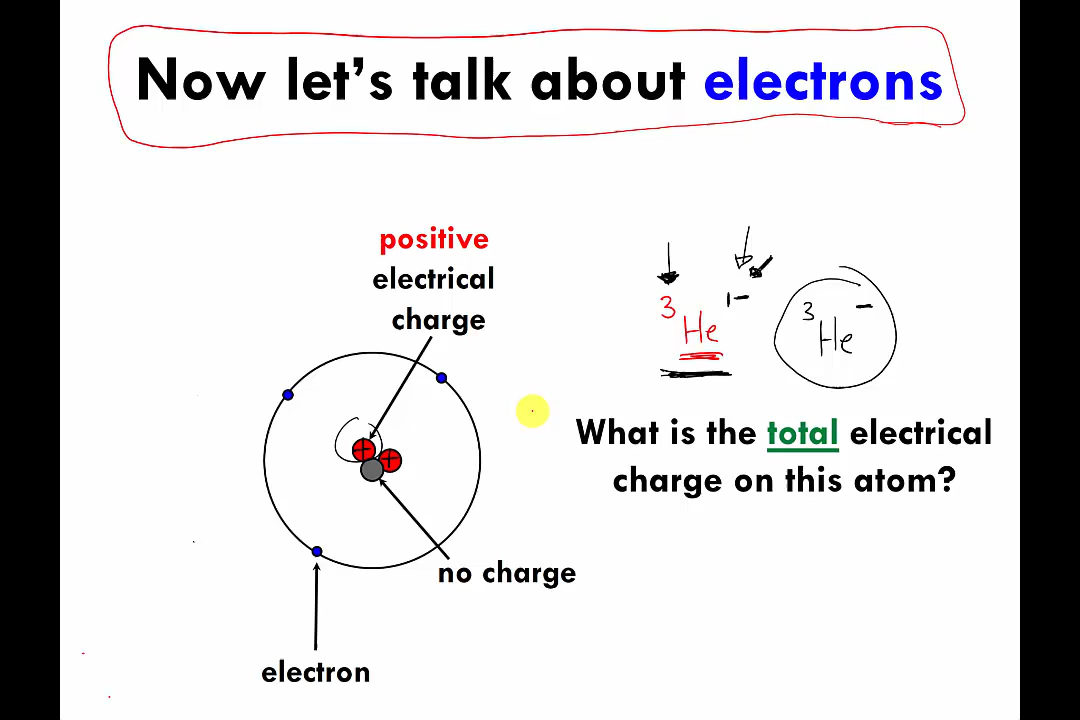 Now let's talk about electrons
positive
electrical
charge
3 He 1-
3 He -
+
+
What is the total electrical
charge on this atom?
no charge
electron